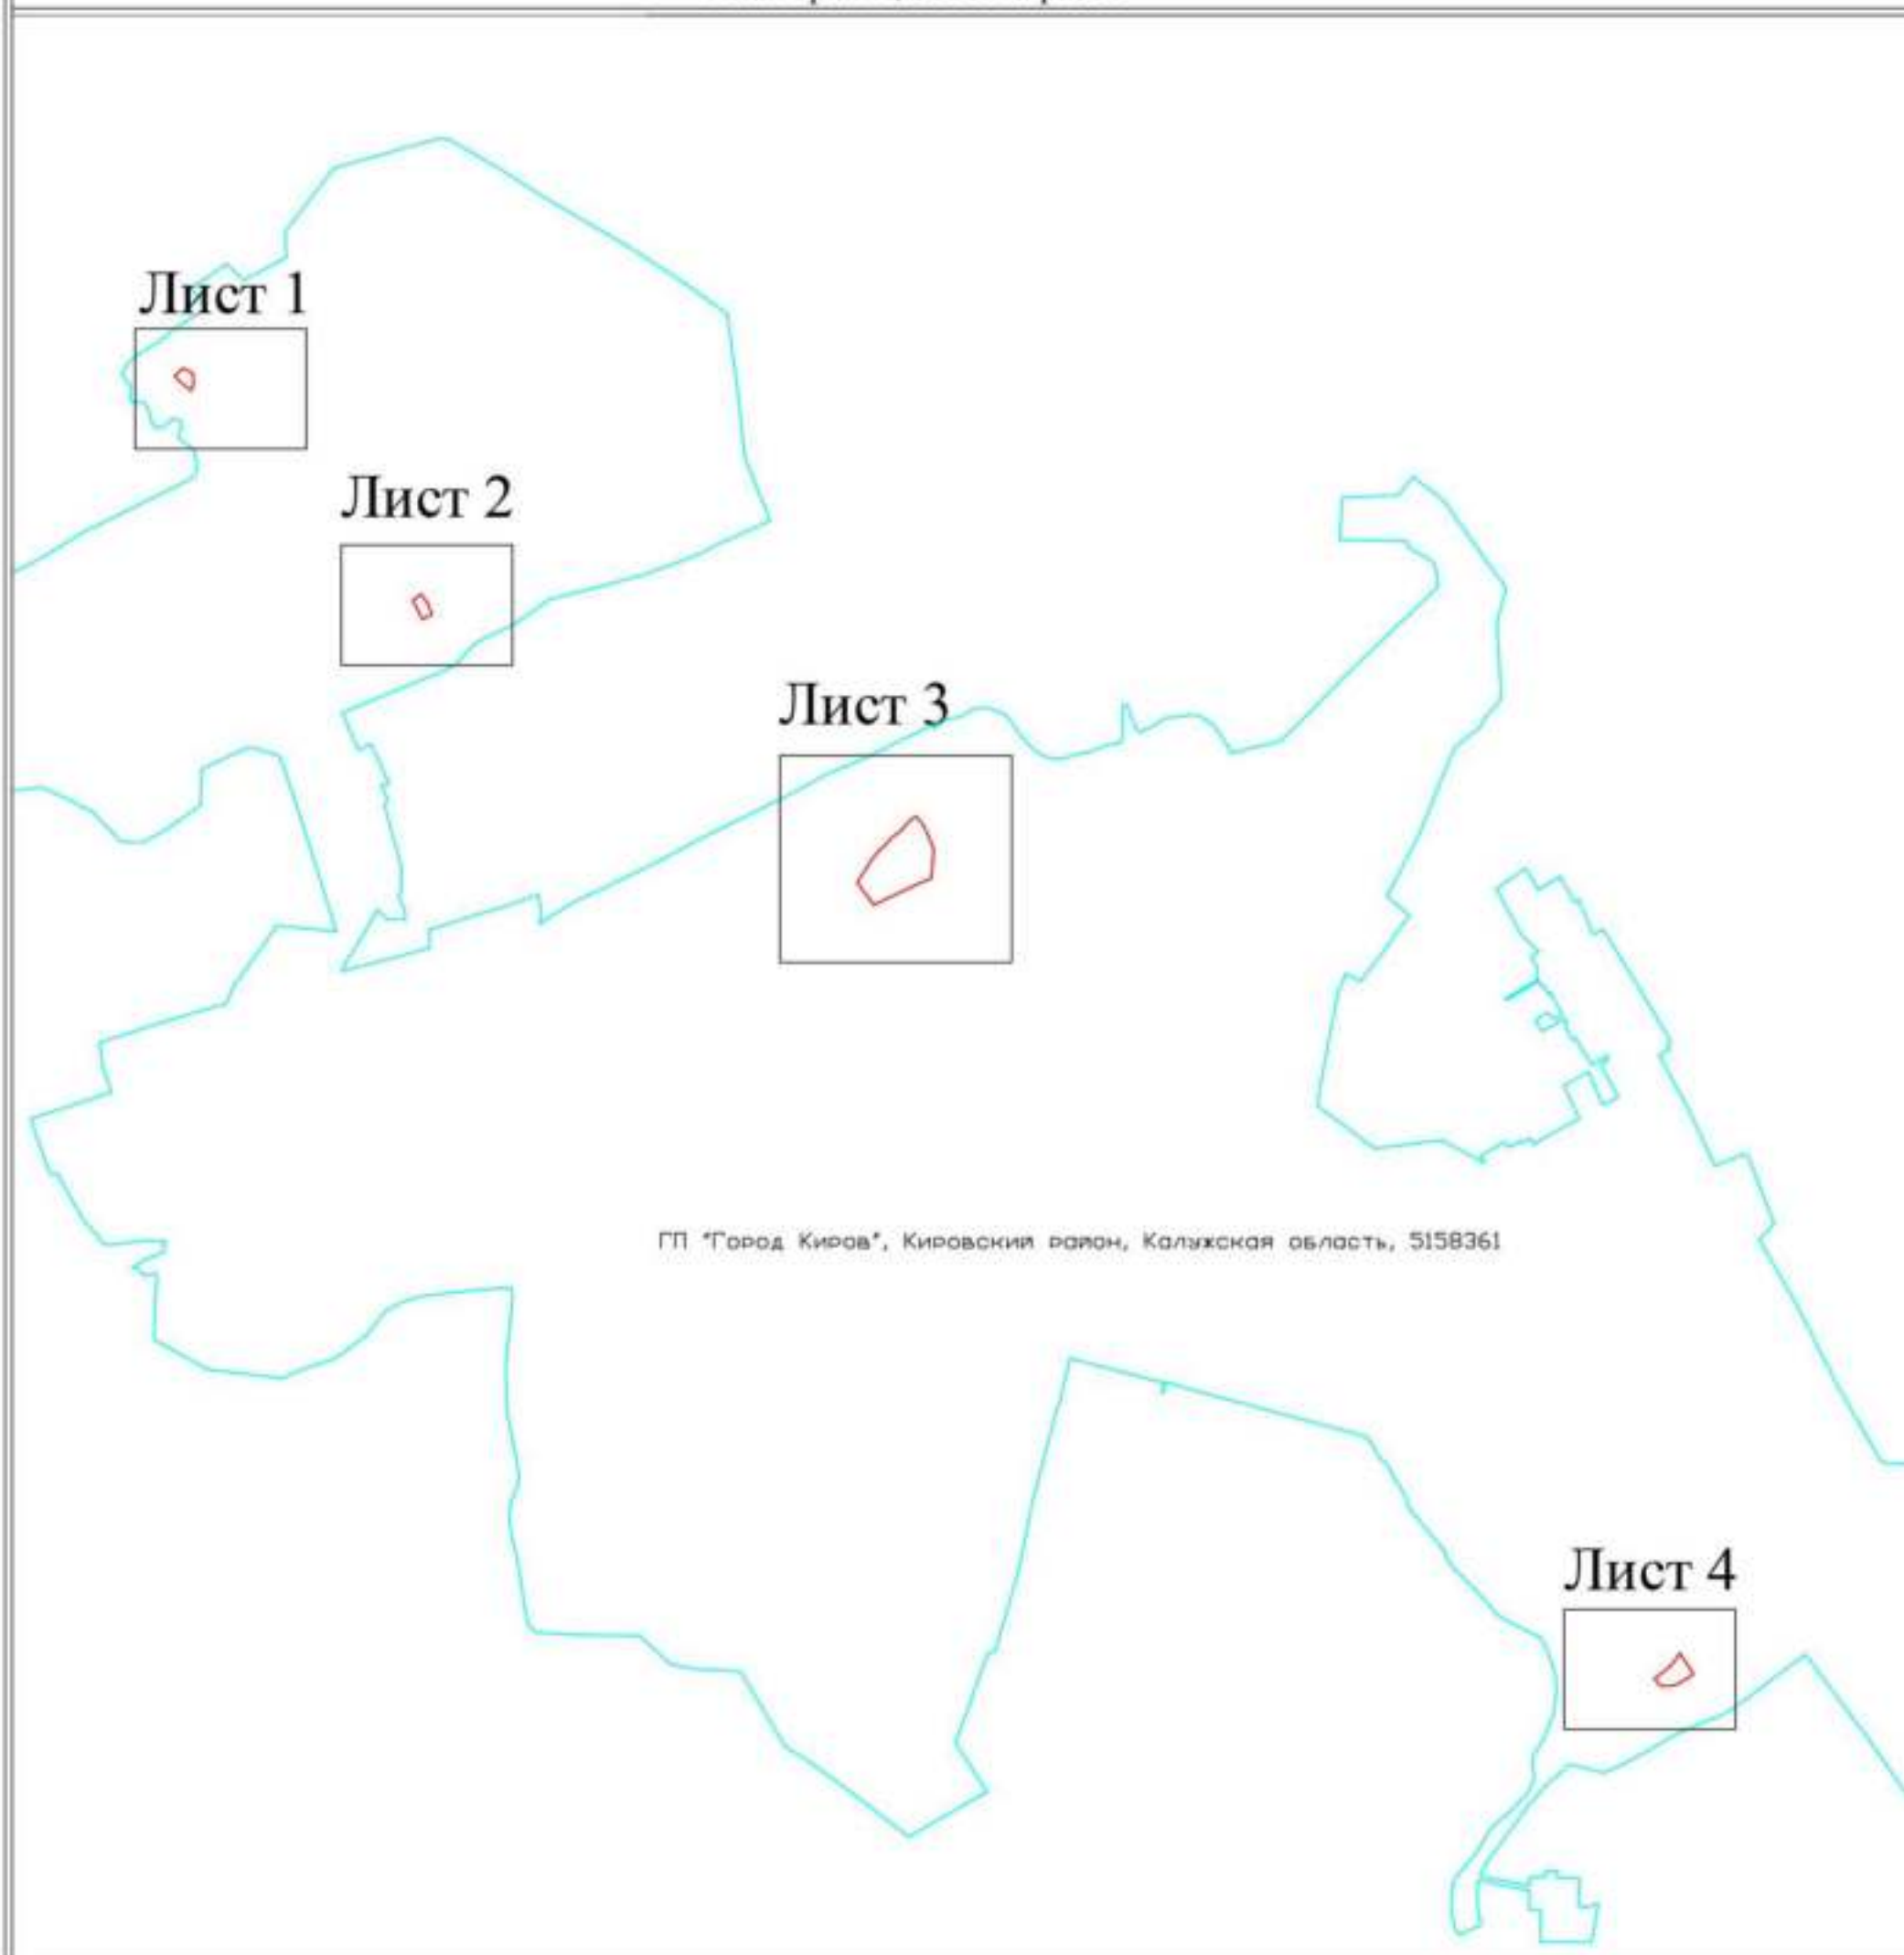 Лист 1
Лист 2
Лист 3
ГП "Город Киров", Кировский район, Калужская область, 5158361
Лист 4